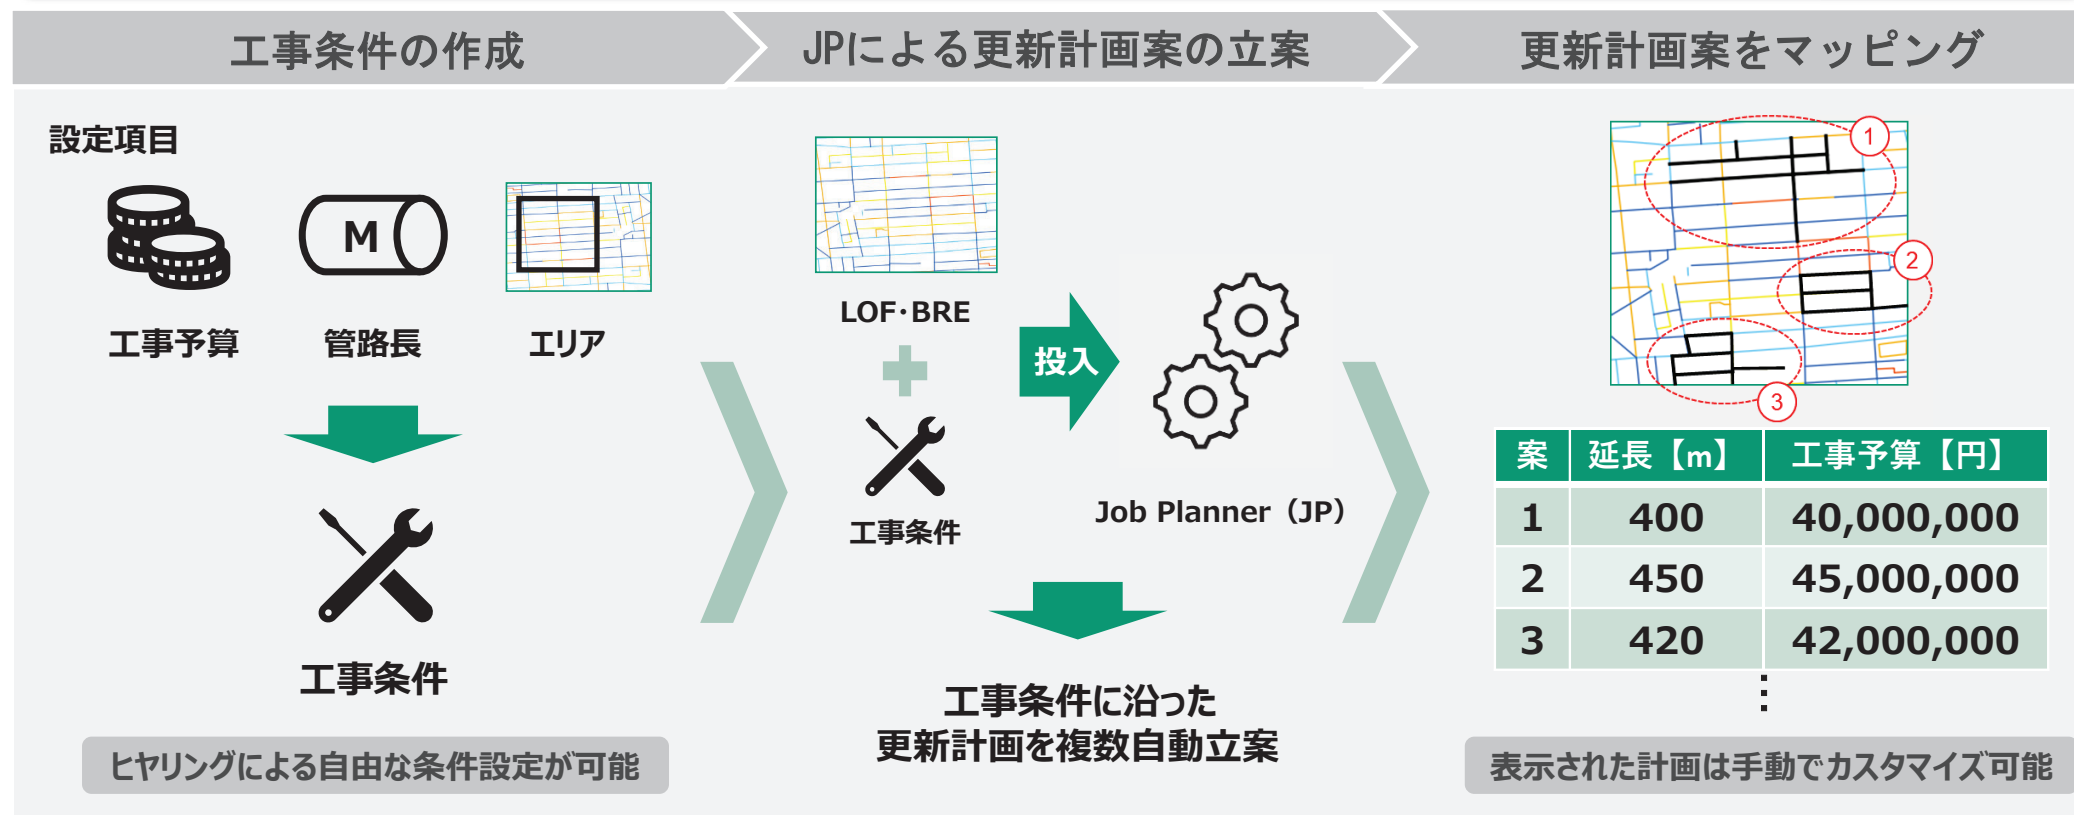 工事条件の作成
JPによる更新計画案の立案
更新計画案をマッピング
設定項目
M
工事予算
管路長
エリア
工事条件
ヒヤリングによる自由な条件設定が可能
LOF・BRE
工事条件
投入
Job Planner（JP）
工事条件に沿った
更新計画を複数自動立案
1
2
3
案 延長【m】 工事予算【円】
1 400 40,000,000
2 450 45,000,000
3 420 42,000,000
⋮
表示された計画は手動でカスタマイズ可能